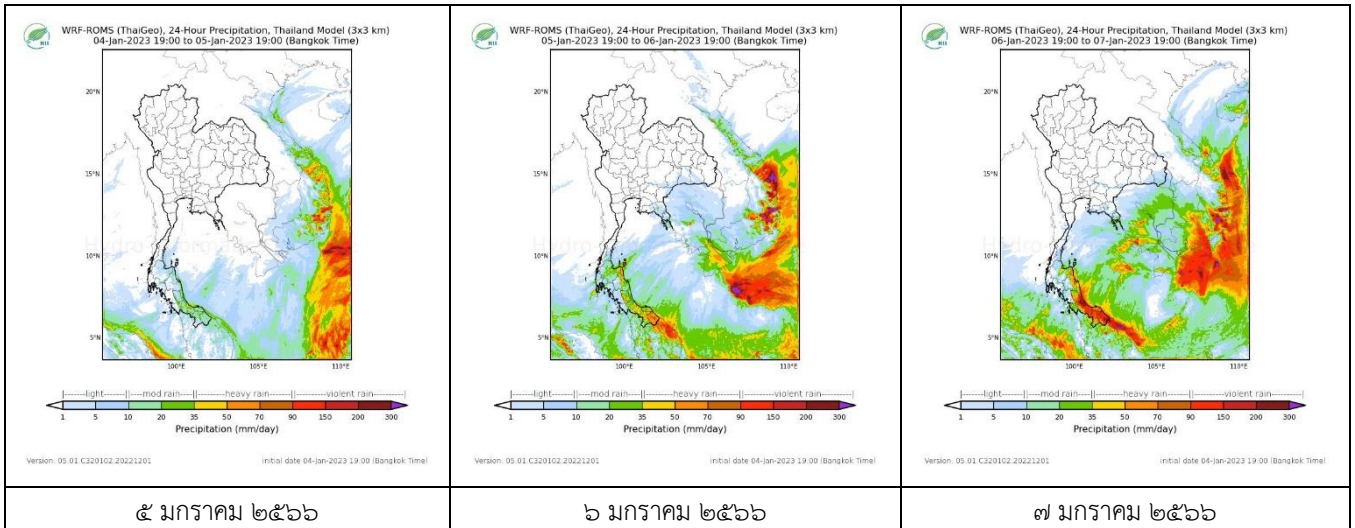 WRF-ROMS (ThaiGeo), 24-Hour Precipitation, Thailand Model (3x3 km)
04-Jan-2023 19:00 to 05-Jan-2023 19:00 (Bangkok Time)
HII
20°N
15°N
10°N
5°N
100°E 105°E 110°E
|-------light-------||---mod rain---||-------heavy rain-------||-------violent rain-------|
1 5 10 20 35 50 70 90 150 200 300
Precipitation (mm/day)
Version: 05.01.C320102.20221201 initial date 04-Jan-2023 19:00 (Bangkok Time)
๕ มกราคม ๒๕๖๖
WRF-ROMS (ThaiGeo), 24-Hour Precipitation, Thailand Model (3x3 km)
05-Jan-2023 19:00 to 06-Jan-2023 19:00 (Bangkok Time)
HII
20°N
15°N
10°N
5°N
100°E 105°E 110°E
|-------light-------||---mod rain---||-------heavy rain-------||-------violent rain-------|
1 5 10 20 35 50 70 90 150 200 300
Precipitation (mm/day)
Version: 05.01.C320102.20221201 initial date 04-Jan-2023 19:00 (Bangkok Time)
๖ มกราคม ๒๕๖๖
WRF-ROMS (ThaiGeo), 24-Hour Precipitation, Thailand Model (3x3 km)
06-Jan-2023 19:00 to 07-Jan-2023 19:00 (Bangkok Time)
HII
20°N
15°N
10°N
5°N
100°E 105°E 110°E
|-------light-------||---mod rain---||-------heavy rain-------||-------violent rain-------|
1 5 10 20 35 50 70 90 150 200 300
Precipitation (mm/day)
Version: 05.01.C320102.20221201 initial date 04-Jan-2023 19:00 (Bangkok Time)
๗ มกราคม ๒๕๖๖